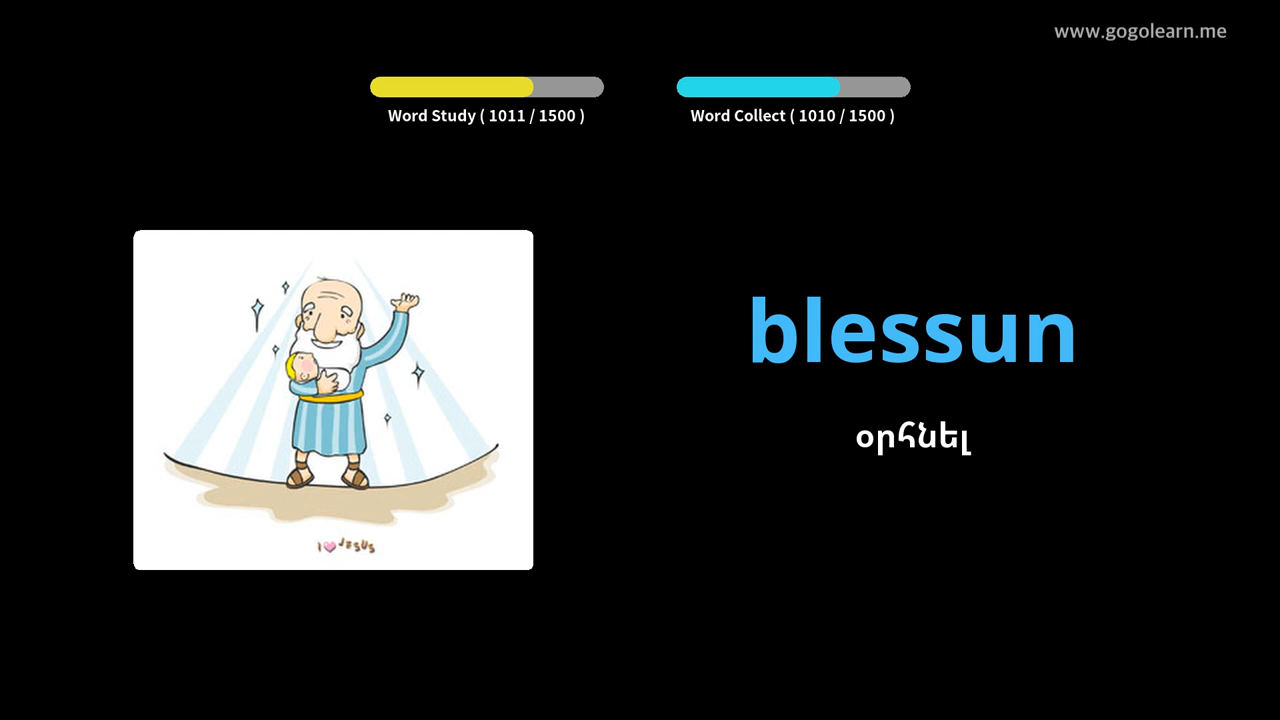 www.gogolearn.me
Word Study ( 1011 / 1500 )
Word Collect ( 1010 / 1500 )
blessun
օրհնել
I JESUS